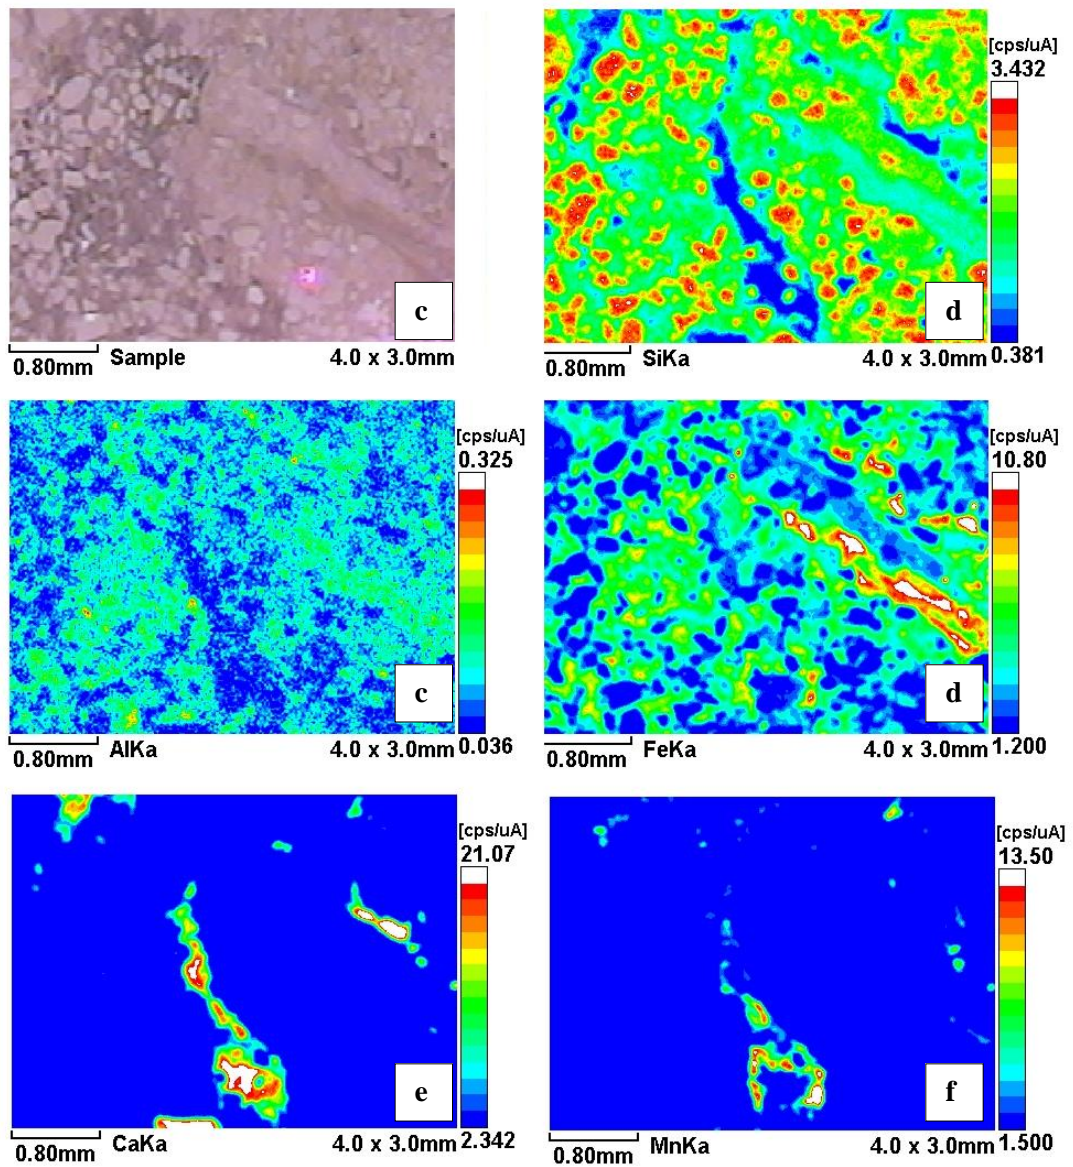 c
0.80mm Sample 4.0 x 3.0mm
[cps/uA]
3.432
d
0.381
0.80mm SiKa 4.0 x 3.0mm
[cps/uA]
0.325
c
0.036
0.80mm AlKa 4.0 x 3.0mm
[cps/uA]
10.80
d
1.200
0.80mm FeKa 4.0 x 3.0mm
[cps/uA]
21.07
e
2.342
0.80mm CaKa 4.0 x 3.0mm
[cps/uA]
13.50
f
1.500
0.80mm MnKa 4.0 x 3.0mm